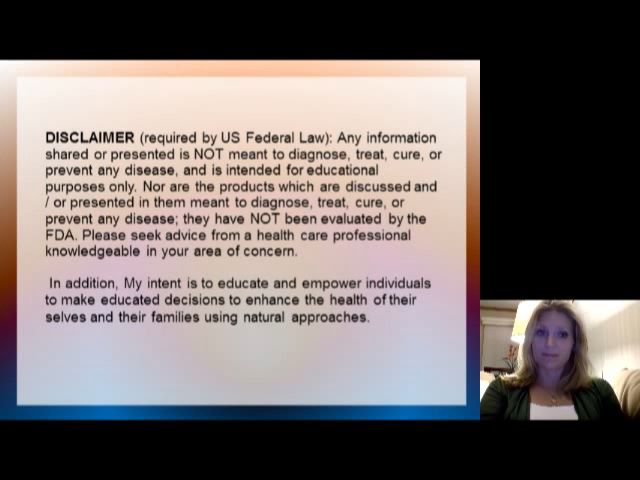 DISCLAIMER (required by US Federal Law): Any information
shared or presented is NOT meant to diagnose, treat, cure, or
prevent any disease, and is intended for educational
purposes only. Nor are the products which are discussed and
/ or presented in them meant to diagnose, treat, cure, or
prevent any disease; they have NOT been evaluated by the
FDA. Please seek advice from a health care professional
knowledgeable in your area of concern.
In addition, My intent is to educate and empower individuals
to make educated decisions to enhance the health of their
selves and their families using natural approaches.